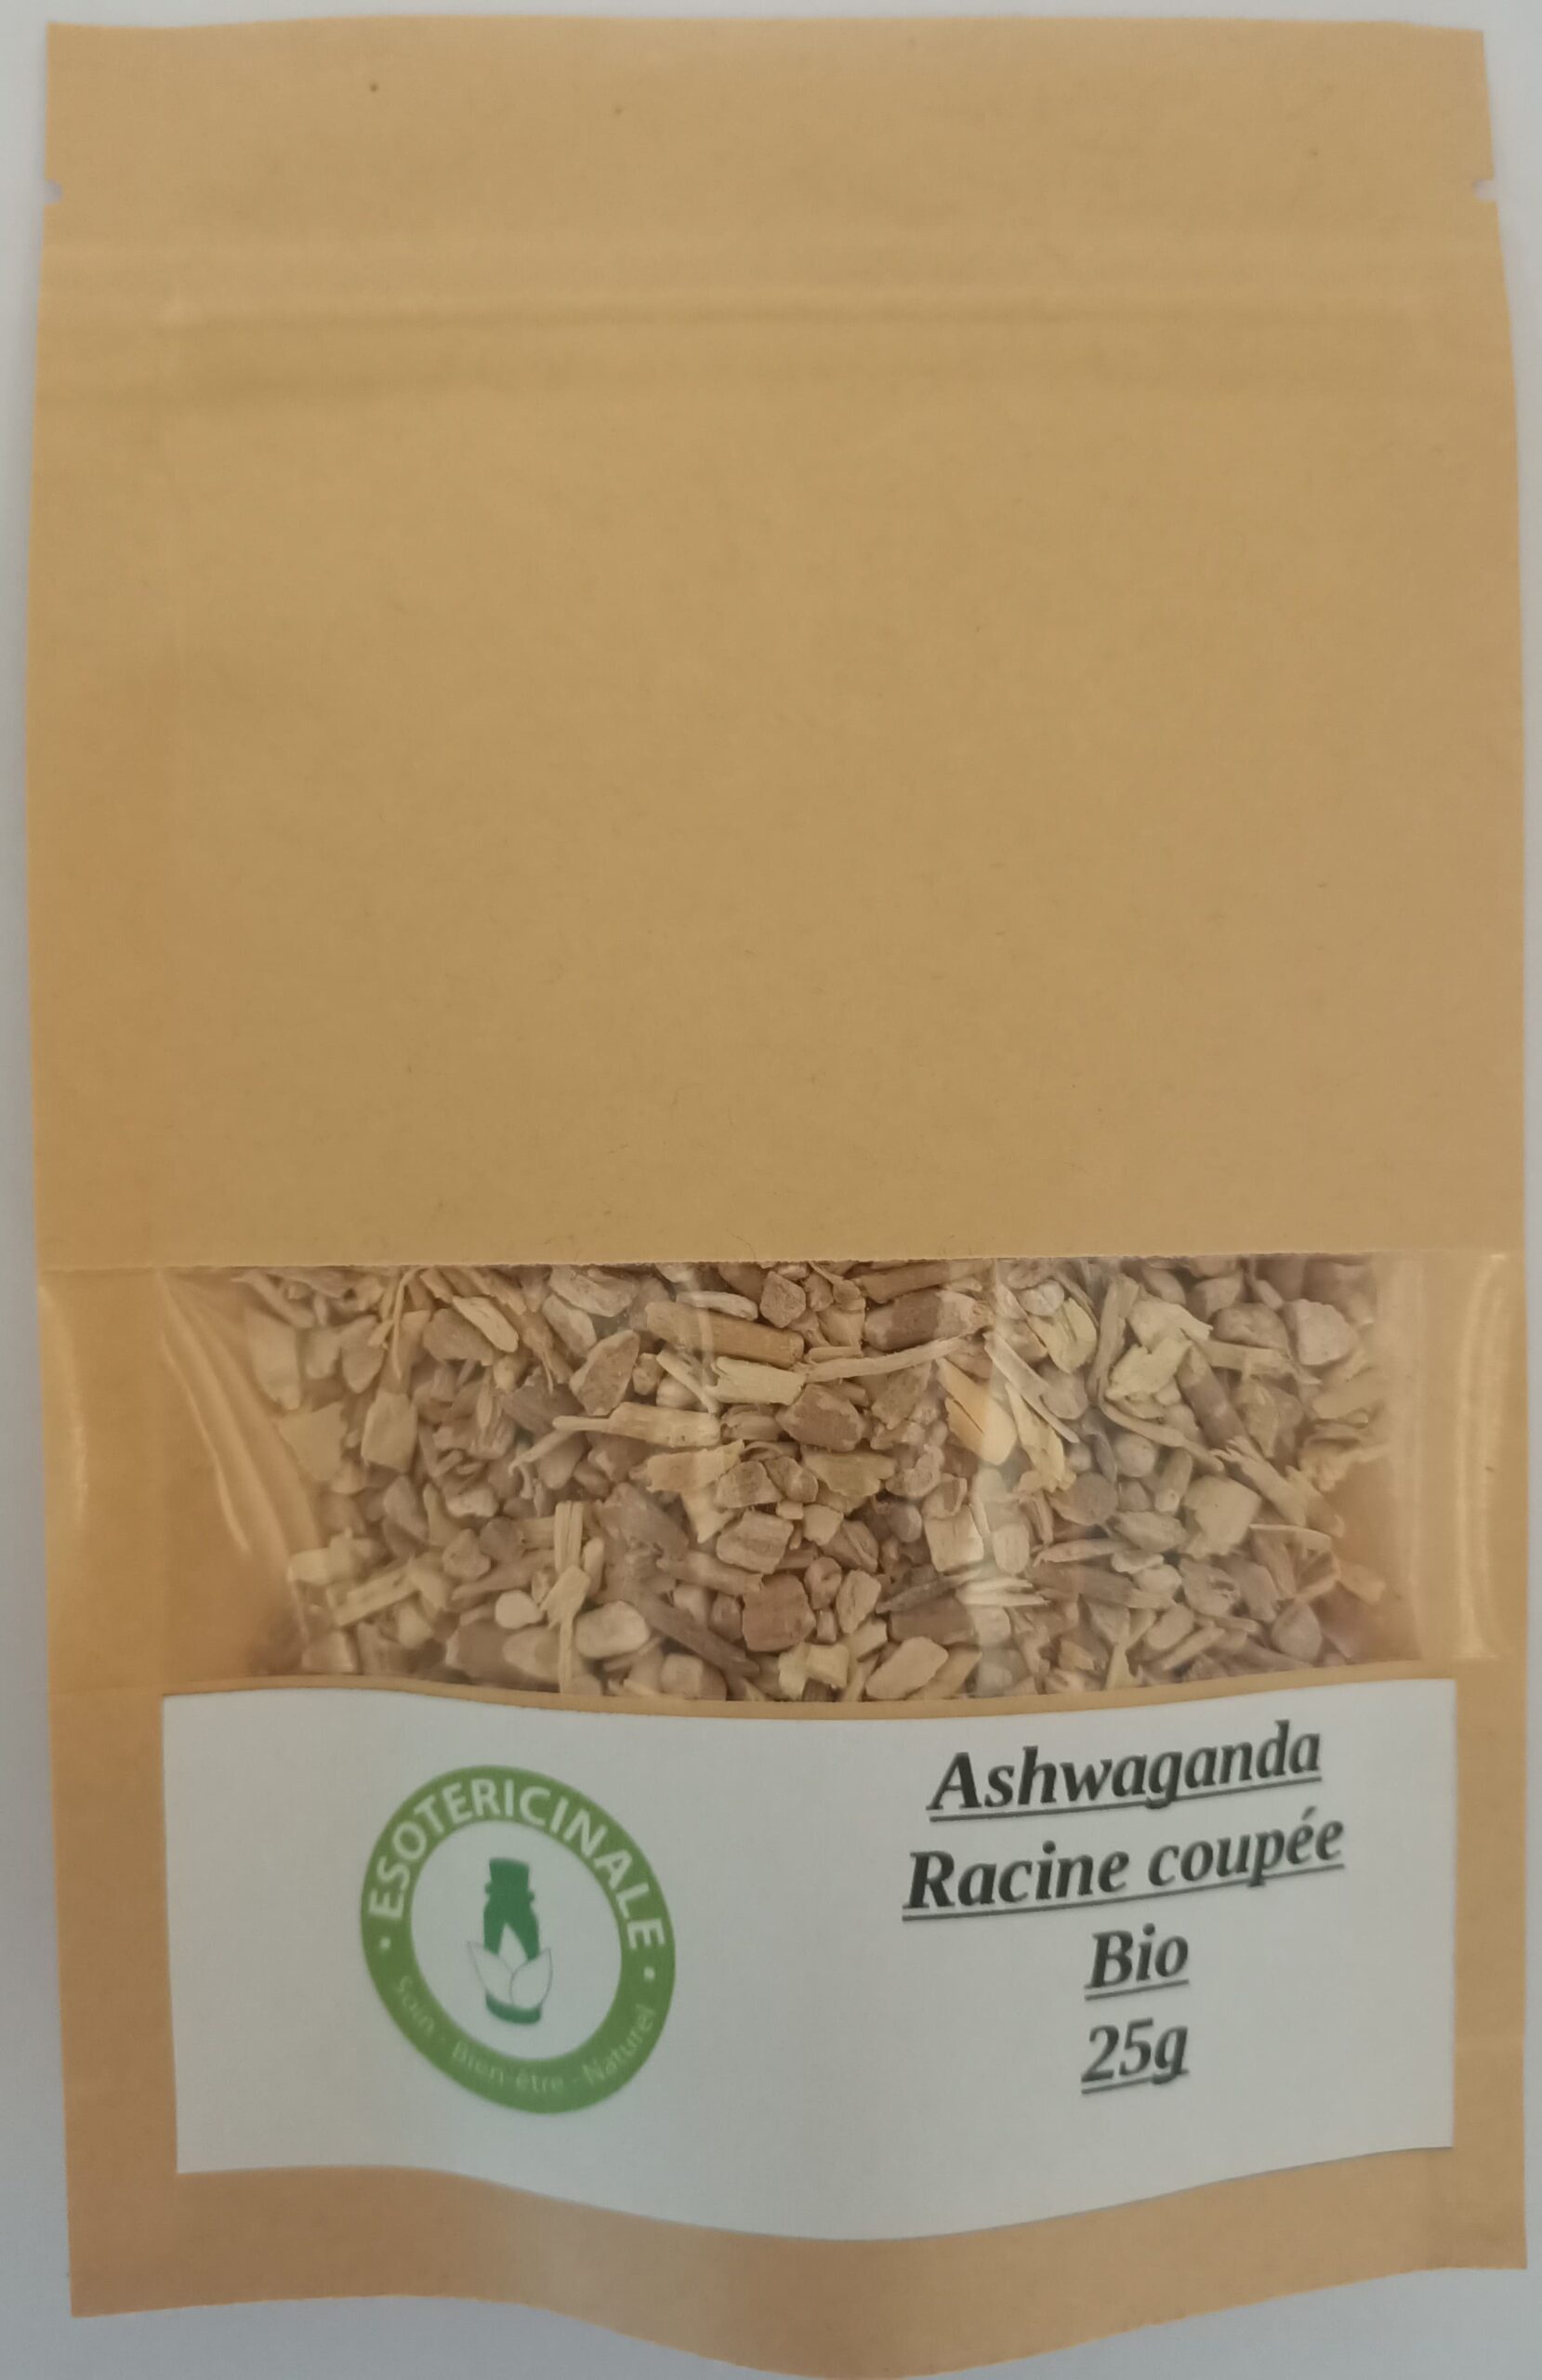 ESOTERICINALE
Soin - Bien-être - Naturel
Ashwaganda
Racine coupée
Bio
25g